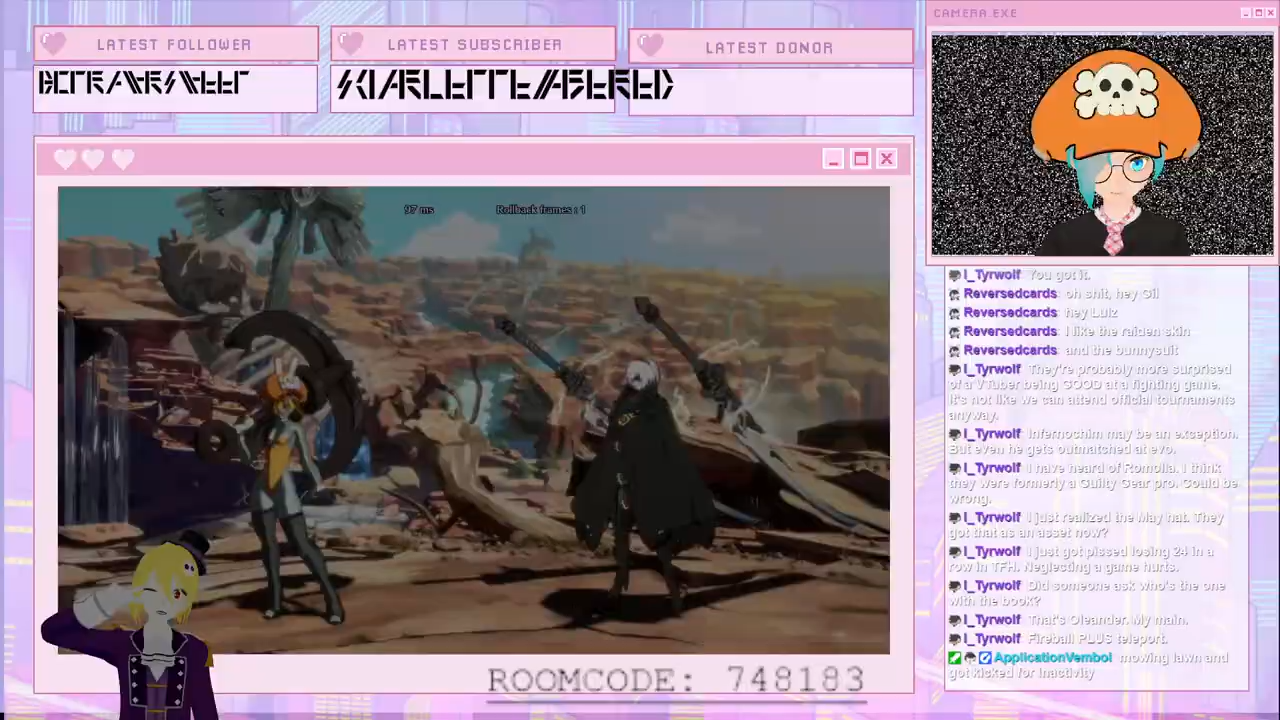 CAMERA.EXE
LATEST FOLLOWER
LATEST SUBSCRIBER
LATEST DONOR
97 ms
Rollback frames : 1
I_Tyrwolf You got it.
Reversedcards: oh shit, hey Gil
Reversedcards: hey Lulz
Reversedcards: I like the raiden skin
Reversedcards: and the bunnysuit
I_Tyrwolf They're probably more surprised
of a VTuber being GOOD at a fighting game.
It's not like we can attend official tournaments
anyway.
I_Tyrwolf Infernochim may be an exception.
But even he gets outmatched at evo.
I_Tyrwolf I have heard of Romolla. I think
they were formerly a Guilty Gear pro. Could be
wrong.
I_Tyrwolf I just realized the May hat. They
got that as an asset now?
I_Tyrwolf I just got pissed losing 24 in a
row in TFH. Neglecting a game hurts.
I_Tyrwolf Did someone ask who's the one
with the book?
I_Tyrwolf That's Oleander. My main.
I_Tyrwolf Fireball PLUS teleport.
ApplicationVemboi mowing lawn and
got kicked for inactivity
ROOMCODE: 748183